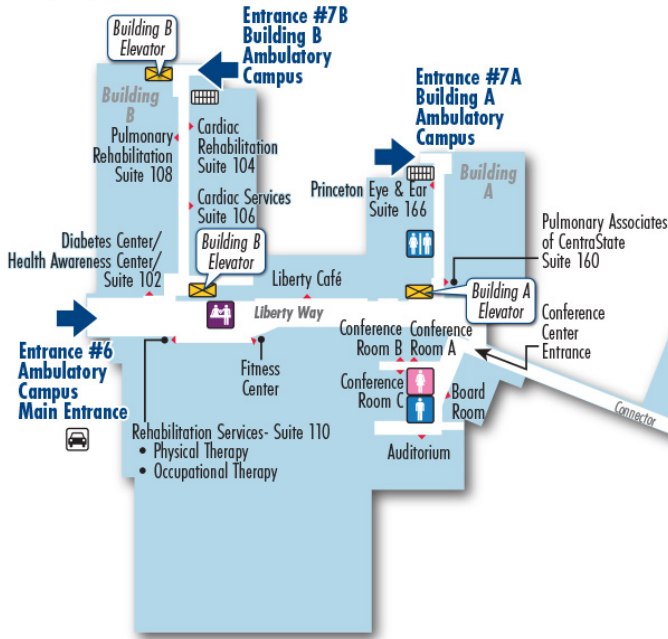 Building B
Elevator
Entrance #7B
Building B
Ambulatory
Campus
Building
B
Pulmonary
Rehabilitation
Suite 108
Cardiac
Rehabilitation
Suite 104
Cardiac Services
Suite 106
Entrance #7A
Building A
Ambulatory
Campus
Princeton Eye & Ear
Suite 166
Building
A
Pulmonary Associates
of CentraState
Suite 160
Diabetes Center/
Health Awareness Center/
Suite 102
Building B
Elevator
Liberty Café
Building A
Elevator
Liberty Way
Conference
Center
Entrance
Entrance #6
Ambulatory
Campus
Main Entrance
Fitness
Center
Conference
Room B
Conference
Room A
Conference
Room C
Board
Room
Connector
Rehabilitation Services- Suite 110
• Physical Therapy
• Occupational Therapy
Auditorium